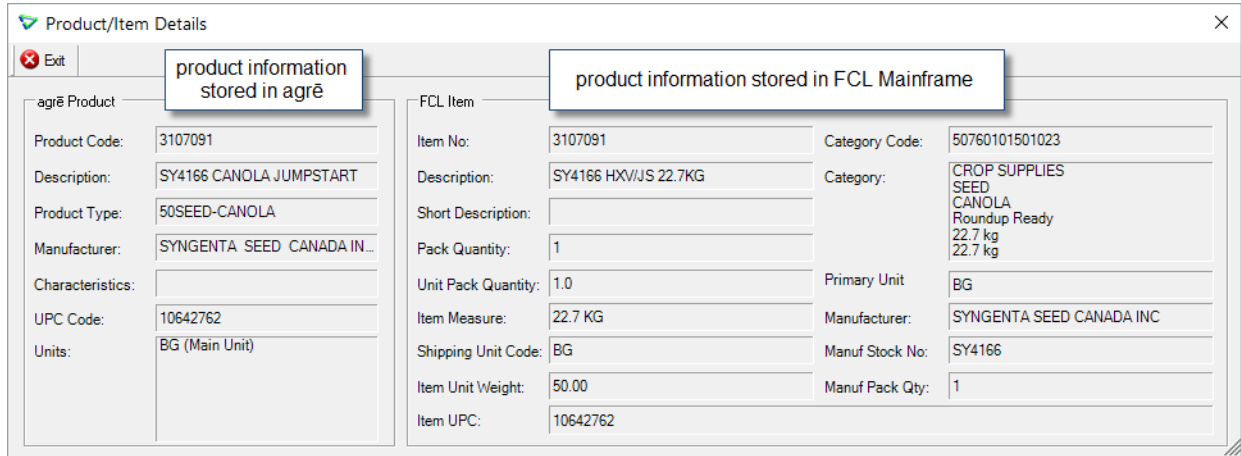 Product/Item Details
Exit
product information
stored in agrē
product information stored in FCL Mainframe
agrē Product
Product Code: 3107091
Description: SY4166 CANOLA JUMPSTART
Product Type: 50SEED-CANOLA
Manufacturer: SYNGENTA SEED CANADA IN...
Characteristics:
UPC Code: 10642762
Units: BG (Main Unit)
FCL Item
Item No: 3107091
Description: SY4166 HXV/JS 22.7KG
Short Description:
Pack Quantity: 1
Unit Pack Quantity: 1.0
Item Measure: 22.7 KG
Shipping Unit Code: BG
Item Unit Weight: 50.00
Item UPC: 10642762
Category Code: 50760101501023
Category: CROP SUPPLIES
SEED
CANOLA
Roundup Ready
22.7 kg
22.7 kg
Primary Unit BG
Manufacturer: SYNGENTA SEED CANADA INC
Manuf Stock No: SY4166
Manuf Pack Qty: 1